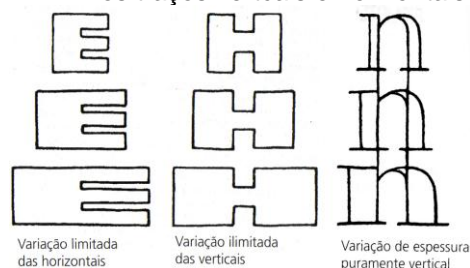 E H n
E H n
E H n
Variação limitada
das horizontais
Variação ilimitada
das verticais
Variação de espessura
puramente vertical